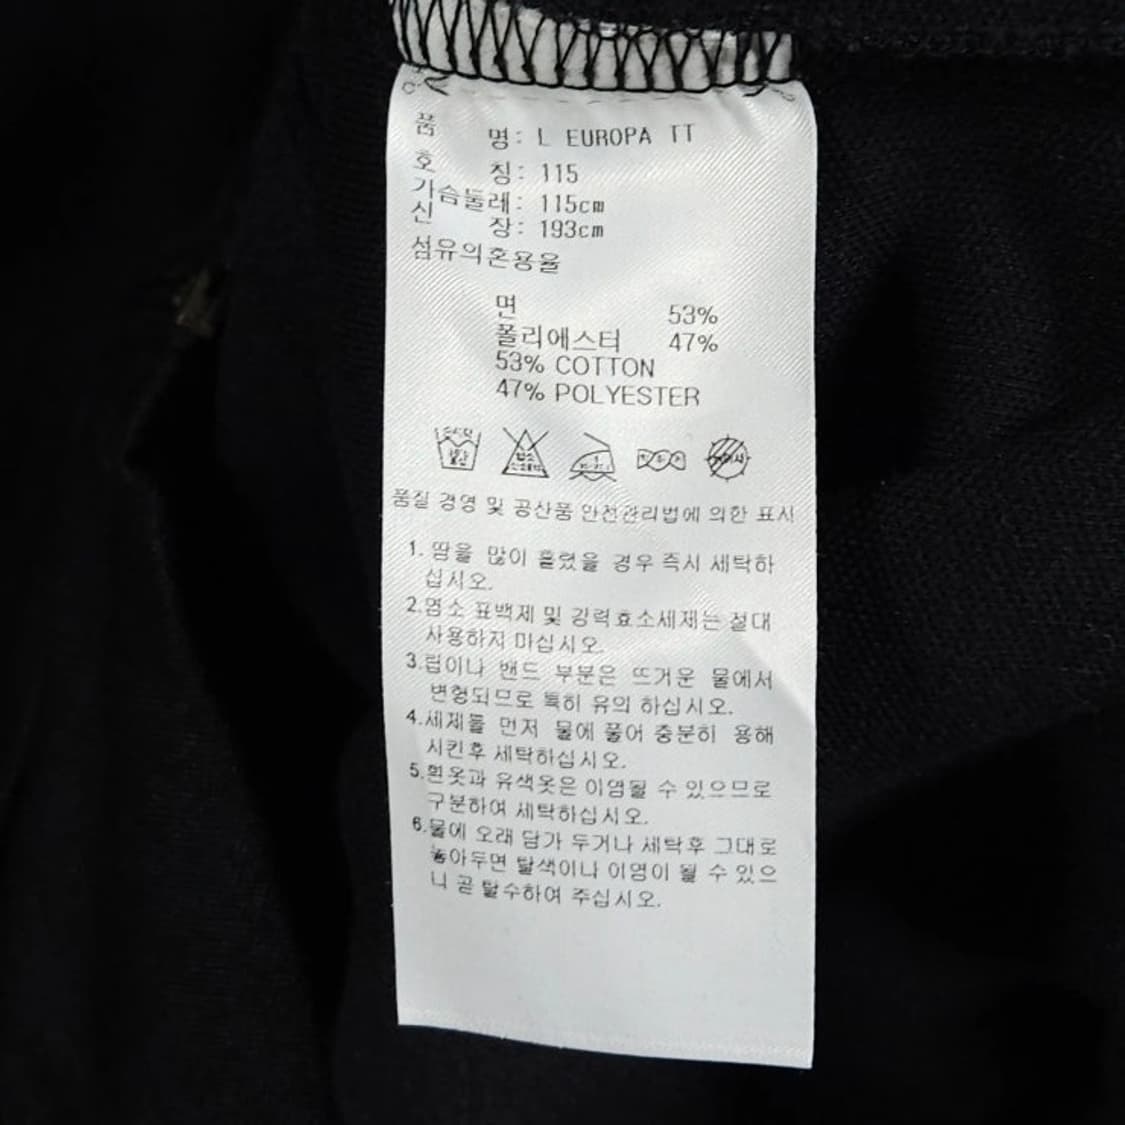 품 명: L EUROPA TT
호 칭: 115
가슴둘레: 115cm
신 장: 193cm
섬유의혼용율
면 53%
폴리에스터 47%
53% COTTON
47% POLYESTER
품질 경영 및 공산품 안전관리법에 의한 표시
1. 땀을 많이 흘렸을 경우 즉시 세탁하
십시오.
2.염소 표백제 및 강력효소세제는 절대
사용하지 마십시오.
3.립이나 밴드 부분은 뜨거운 물에서
변형되므로 특히 유의 하십시오.
4.세제를 먼저 물에 풀어 충분히 용해
시킨후 세탁하십시오.
5.흰옷과 유색옷은 이염될 수 있으므로
구분하여 세탁하십시오.
6.물에 오래 담가 두거나 세탁후 그대로
놓아두면 탈색이나 이염이 될 수 있으
니 곧 탈수하여 주십시오.